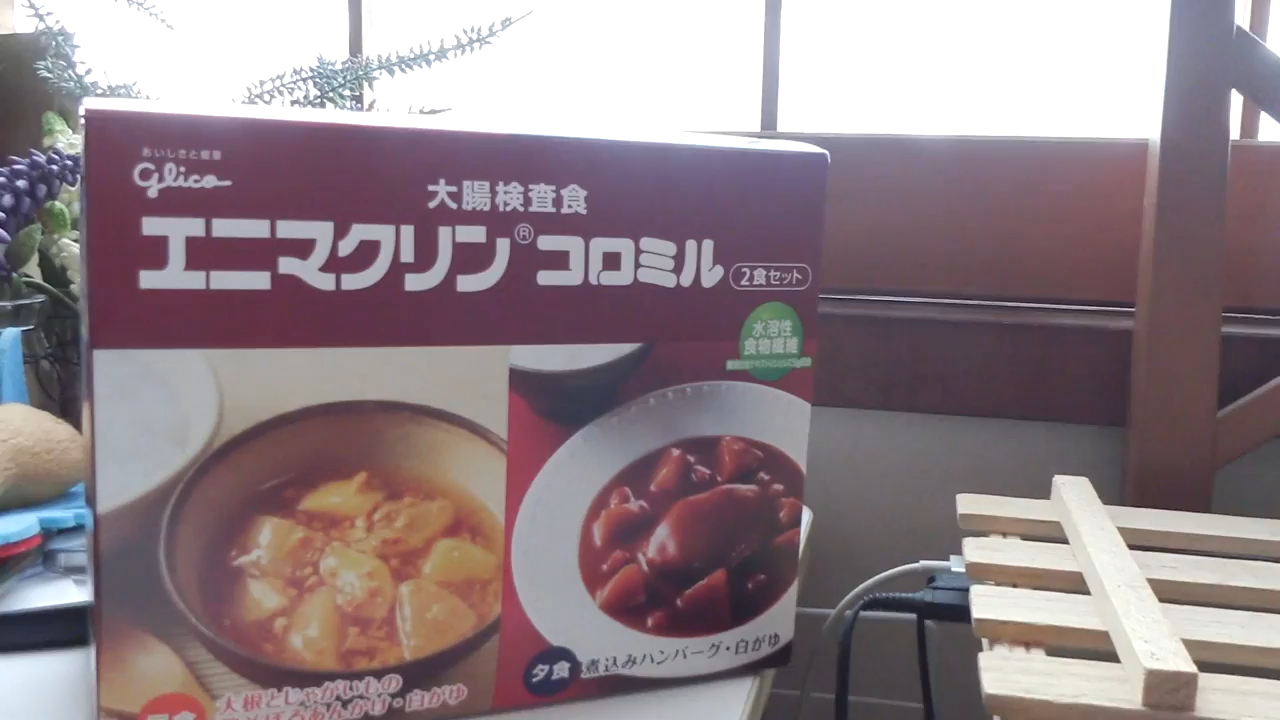 おいしさと健康
glico
大腸検査食
エニマクリン®コロミル
2食セット
水溶性
食物繊維
大根とじゃがいもの
そぼろあんかけ・白がゆ
夕食
煮込みハンバーグ・白がゆ